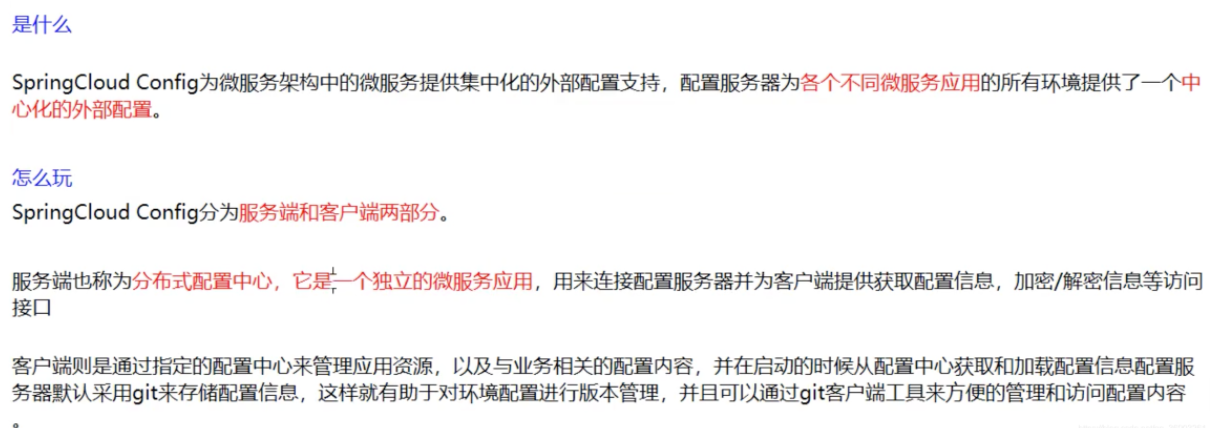 是什么
SpringCloud Config为微服务架构中的微服务提供集中化的外部配置支持，配置服务器为各个不同微服务应用的所有环境提供了一个中
心化的外部配置。
怎么玩
SpringCloud Config分为服务端和客户端两部分。
服务端也称为分布式配置中心，它是一个独立的微服务应用，用来连接配置服务器并为客户端提供获取配置信息，加密/解密信息等访问
接口
客户端则是通过指定的配置中心来管理应用资源，以及与业务相关的配置内容，并在启动的时候从配置中心获取和加载配置信息配置服
务器默认采用git来存储配置信息，这样就有助于对环境配置进行版本管理，并且可以通过git客户端工具来方便的管理和访问配置内容
。